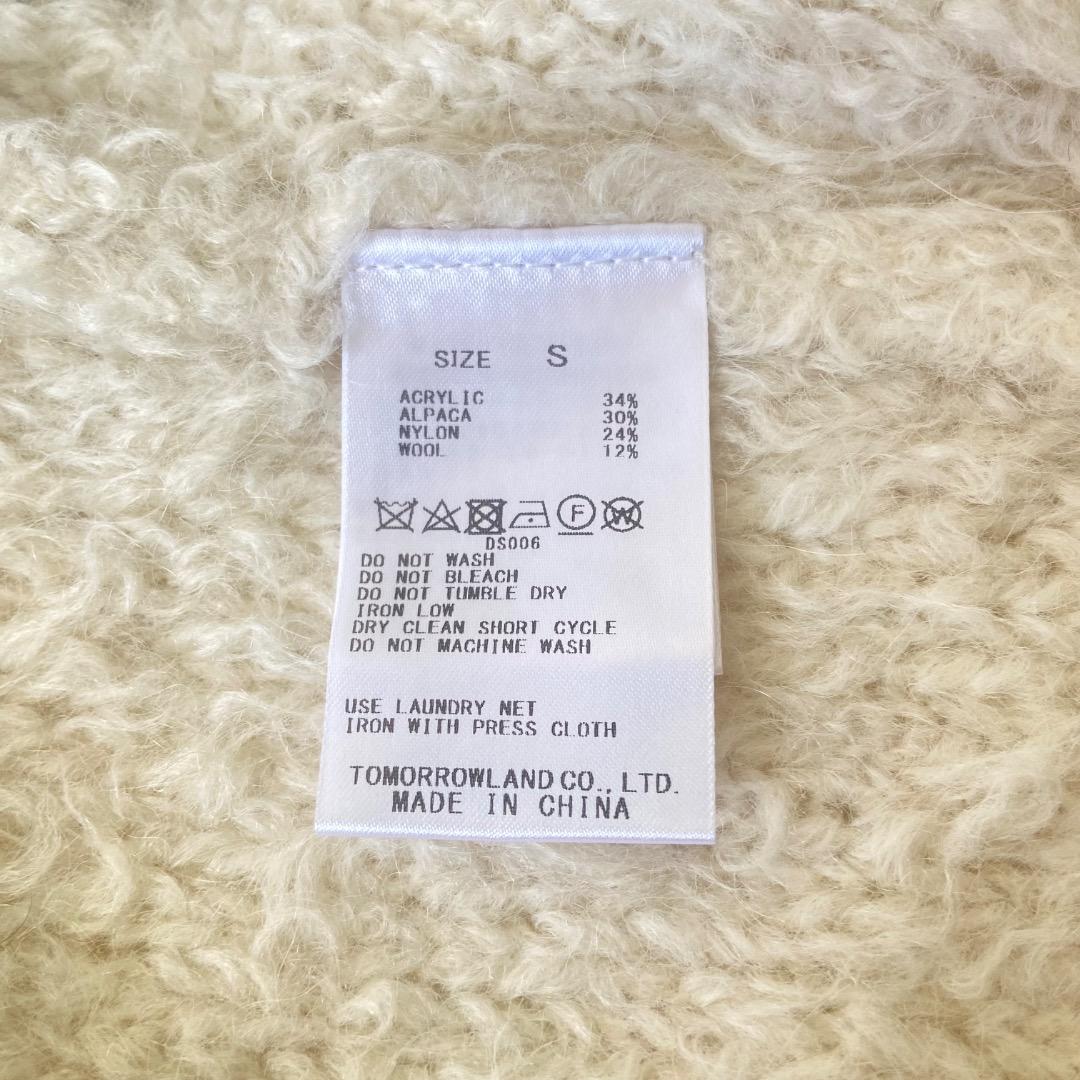 SIZE S
ACRYLIC 34%
ALPACA 30%
NYLON 24%
WOOL 12%
F W
DS006
DO NOT WASH
DO NOT BLEACH
DO NOT TUMBLE DRY
IRON LOW
DRY CLEAN SHORT CYCLE
DO NOT MACHINE WASH
USE LAUNDRY NET
IRON WITH PRESS CLOTH
TOMORROWLAND CO., LTD.
MADE IN CHINA